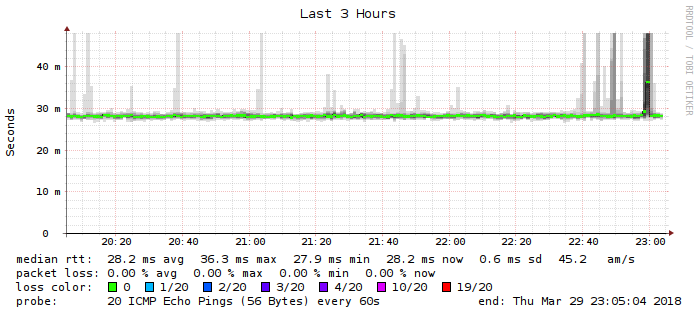 Last 3 Hours
RRDTOOL / TOBI OETIKER
Seconds
40 m
30 m
20 m
10 m
0
20:20 20:40 21:00 21:20 21:40 22:00 22:20 22:40 23:00
median rtt: 28.2 ms avg 36.3 ms max 27.9 ms min 28.2 ms now 0.6 ms sd 45.2 am/s
packet loss: 0.00 % avg 0.00 % max 0.00 % min 0.00 % now
loss color: 0 1/20 2/20 3/20 4/20 10/20 19/20
probe: 20 ICMP Echo Pings (56 Bytes) every 60s end: Thu Mar 29 23:05:04 2018